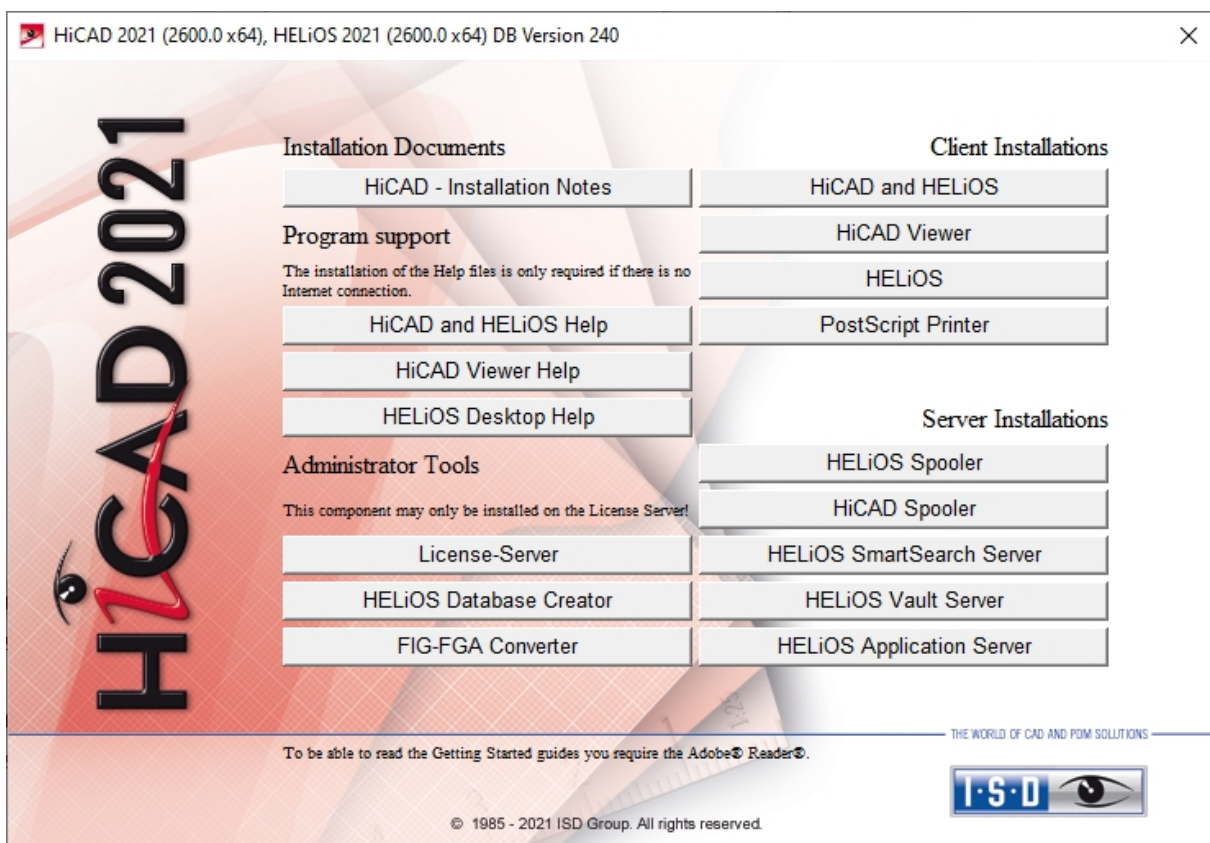 HiCAD 2021 (2600.0 x64), HELiOS 2021 (2600.0 x64) DB Version 240
HiCAD 2021
Installation Documents
HiCAD - Installation Notes
Program support
The installation of the Help files is only required if there is no
Internet connection.
HiCAD and HELiOS Help
HiCAD Viewer Help
HELiOS Desktop Help
Administrator Tools
This component may only be installed on the License Server!
License-Server
HELiOS Database Creator
FIG-FGA Converter
Client Installations
HiCAD and HELiOS
HiCAD Viewer
HELiOS
PostScript Printer
Server Installations
HELiOS Spooler
HiCAD Spooler
HELiOS SmartSearch Server
HELiOS Vault Server
HELiOS Application Server
THE WORLD OF CAD AND PDM SOLUTIONS
To be able to read the Getting Started guides you require the Adobe® Reader®.
I·S·D
© 1985 - 2021 ISD Group. All rights reserved.